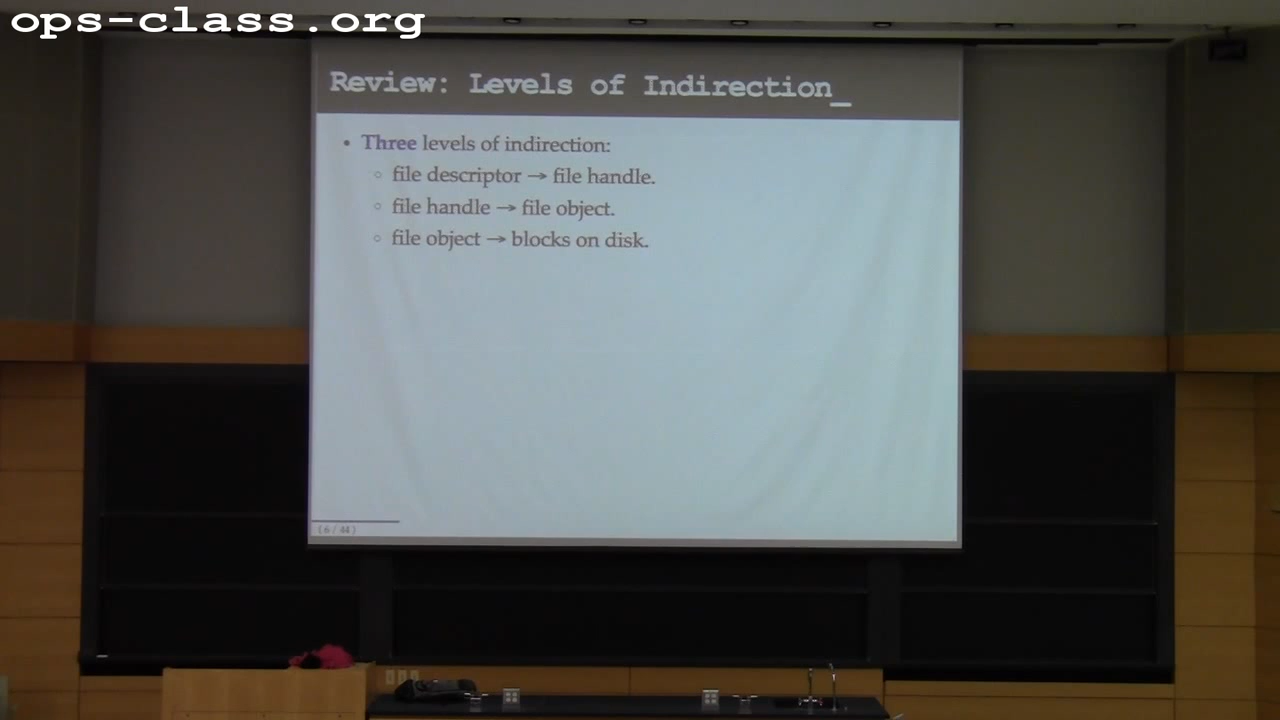 ops-class.org
Review: Levels of Indirection_
• Three levels of indirection:
◦ file descriptor → file handle.
◦ file handle → file object.
◦ file object → blocks on disk.
(6 / 44)